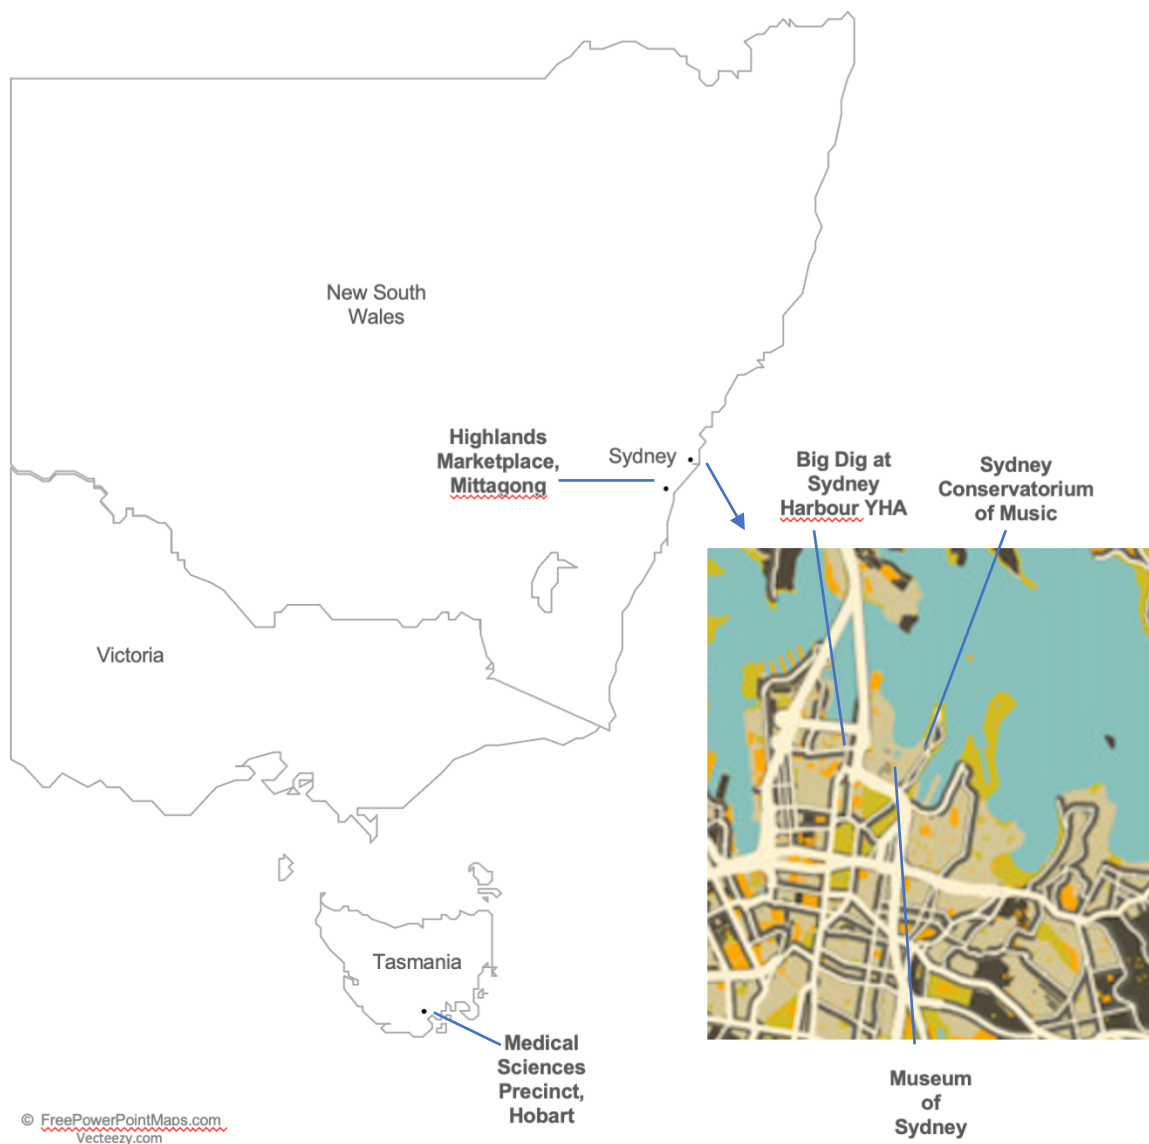 New South
Wales
Highlands
Marketplace,
Mittagong
Sydney
Big Dig at
Sydney
Harbour YHA
Sydney
Conservatorium
of Music
Victoria
Tasmania
Medical
Sciences
Precinct,
Hobart
Museum
of
Sydney
© FreePowerPointMaps.com
Vecteezy.com